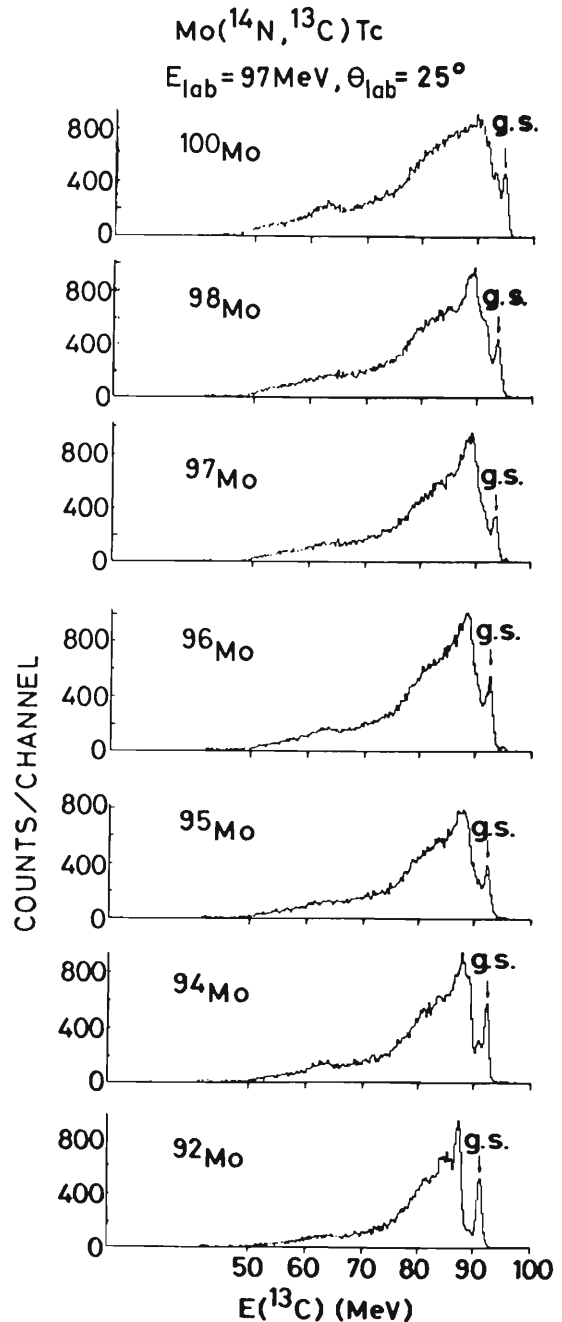 Mo(¹⁴N, ¹³C)Tc
E_lab = 97 MeV, Θ_lab = 25°
800
400
0
¹⁰⁰Mo
g.s.
800
400
0
⁹⁸Mo
g.s.
800
400
0
⁹⁷Mo
g.s.
800
400
0
⁹⁶Mo
g.s.
800
400
0
⁹⁵Mo
g.s.
800
400
0
⁹⁴Mo
g.s.
800
400
0
⁹²Mo
g.s.
COUNTS/CHANNEL
50 60 70 80 90 100
E(¹³C) (MeV)